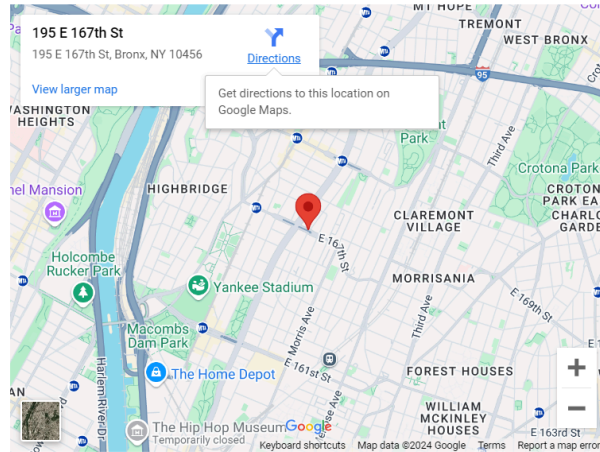 MT HOPE
TREMONT
WEST BRONX
195 E 167th St
195 E 167th St, Bronx, NY 10456
Directions
View larger map
95
Get directions to this location on
Google Maps.
WASHINGTON
HEIGHTS
Park
Third Ave
Crotona Park
nel Mansion
HIGHBRIDGE
CROTON
PARK EA
CLAREMONT
VILLAGE
CHARLO
GARDE
E 167th St
Holcombe
Rucker Park
Yankee Stadium
MORRISANIA
E 169th St
Macombs
Dam Park
Morris Ave
Third Ave
The Home Depot
E 161st St
FOREST HOUSES
Harlem River Dr
AN
WILLIAM
MCKINLEY
HOUSES
The Hip Hop Museum
Temporarily closed
Google
E 163rd St
Keyboard shortcuts Map data ©2024 Google Terms Report a map error